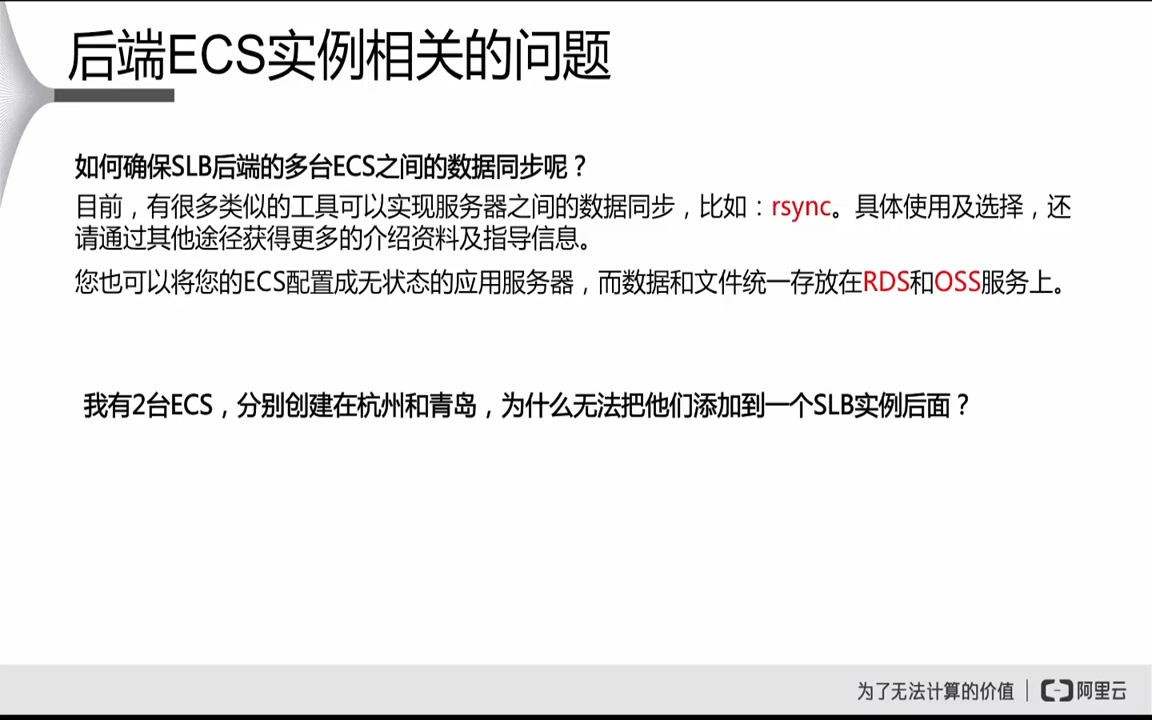 后端ECS实例相关的问题
如何确保SLB后端的多台ECS之间的数据同步呢？
目前，有很多类似的工具可以实现服务器之间的数据同步，比如：rsync。具体使用及选择，还
请通过其他途径获得更多的介绍资料及指导信息。
您也可以将您的ECS配置成无状态的应用服务器，而数据和文件统一存放在RDS和OSS服务上。
我有2台ECS，分别创建在杭州和青岛，为什么无法把他们添加到一个SLB实例后面？
为了无法计算的价值 | 阿里云